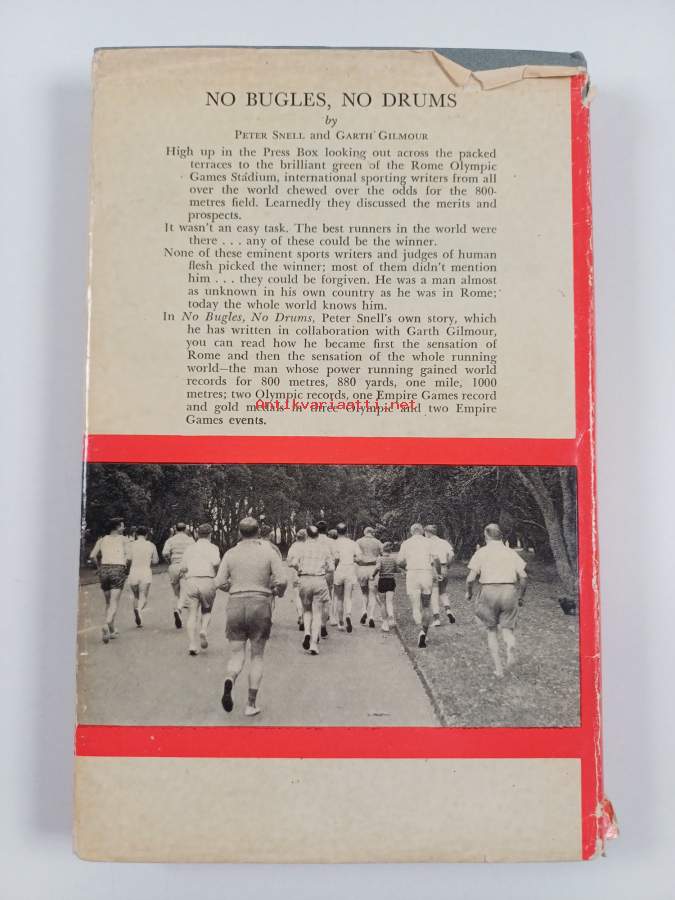 NO BUGLES, NO DRUMS
by
PETER SNELL and GARTH GILMOUR
High up in the Press Box looking out across the packed
terraces to the brilliant green of the Rome Olympic
Games Stadium, international sporting writers from all
over the world chewed over the odds for the 800-
metres field. Learnedly they discussed the merits and
prospects.
It wasn't an easy task. The best runners in the world were
there . . . any of these could be the winner.
None of these eminent sports writers and judges of human
flesh picked the winner; most of them didn't mention
him . . . they could be forgiven. He was a man almost
as unknown in his own country as he was in Rome;
today the whole world knows him.
In No Bugles, No Drums, Peter Snell's own story, which
he has written in collaboration with Garth Gilmour,
you can read how he became first the sensation of
Rome and then the sensation of the whole running
world—the man whose power running gained world
records for 800 metres, 880 yards, one mile, 1000
metres; two Olympic records, one Empire Games record
and gold medals in three Olympic and two Empire
Games events.
Antikvariaatti.net